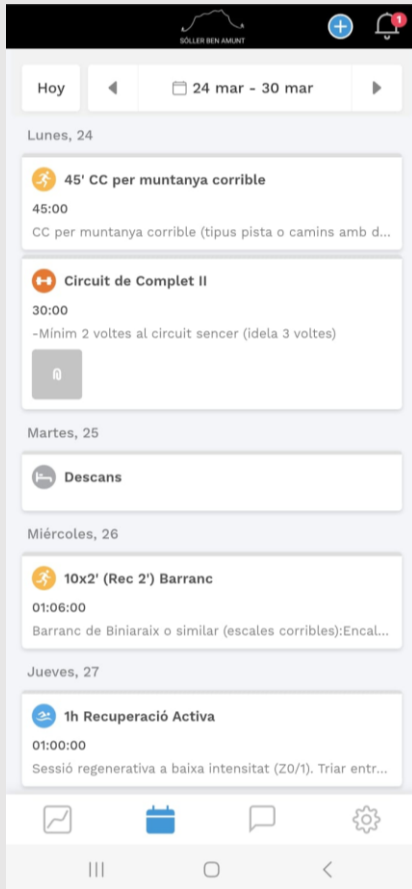 SÓLLER BEN AMUNT
1
Hoy
24 mar - 30 mar
Lunes, 24
45' CC per muntanya corrible
45:00
CC per muntanya corrible (tipus pista o camins amb d...
Circuit de Complet II
30:00
-Mínim 2 voltes al circuit sencer (idela 3 voltes)
Martes, 25
Descans
Miércoles, 26
10x2' (Rec 2') Barranc
01:06:00
Barranc de Biniaraix o similar (escales corribles):Encal...
Jueves, 27
1h Recuperació Activa
01:00:00
Sessió regenerativa a baixa intensitat (Z0/1). Triar entr...